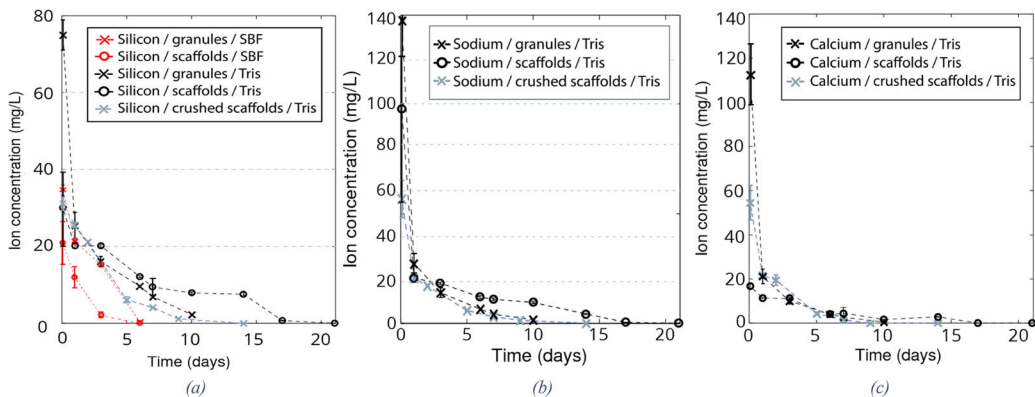 80
60
40
20
0
0
5
10
15
20
Ion concentration (mg/L)
Time (days)
Silicon / granules / SBF
Silicon / scaffolds / SBF
Silicon / granules / Tris
Silicon / scaffolds / Tris
Silicon / crushed scaffolds / Tris
(a)
140
120
100
80
60
40
20
0
0
5
10
15
20
Ion concentration (mg/L)
Time (days)
Sodium / granules / Tris
Sodium / scaffolds / Tris
Sodium / crushed scaffolds / Tris
(b)
140
120
100
80
60
40
20
0
0
5
10
15
20
Ion concentration (mg/L)
Time (days)
Calcium / granules / Tris
Calcium / scaffolds / Tris
Calcium / crushed scaffolds / Tris
(c)